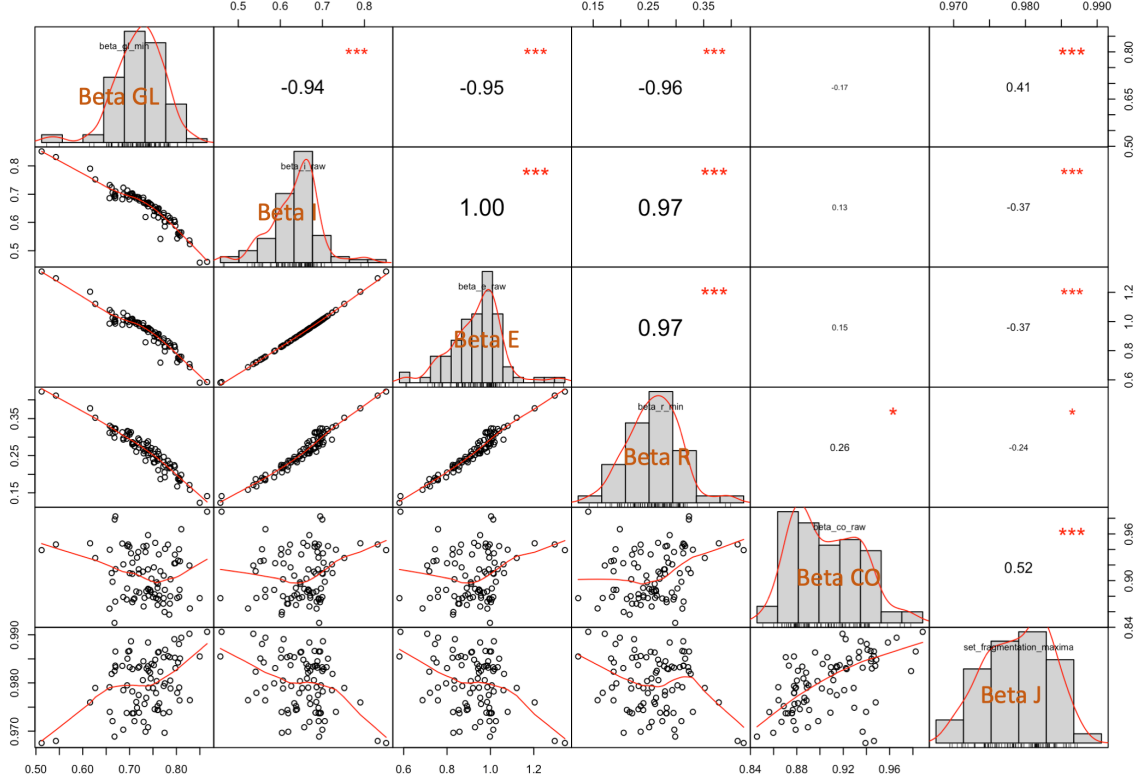 0.5 0.6 0.7 0.8
0.15 0.25 0.35
0.970 0.980 0.990
beta_gl_min
Beta GL
***
-0.94
***
-0.95
***
-0.96
-0.17
***
0.41
0.50 0.65 0.80
0.5 0.6 0.7 0.8
beta_i_raw
Beta I
***
1.00
***
0.97
0.13
***
-0.37
beta_e_raw
Beta E
***
0.97
0.15
***
-0.37
0.6 0.8 1.0 1.2
0.15 0.25 0.35
beta_r_min
Beta R
*
0.26
*
-0.24
beta_co_raw
Beta CO
***
0.52
0.84 0.90 0.96
0.970 0.980 0.990
set_fragmentation_maxima
Beta J
0.50 0.60 0.70 0.80
0.6 0.8 1.0 1.2
0.84 0.88 0.92 0.96